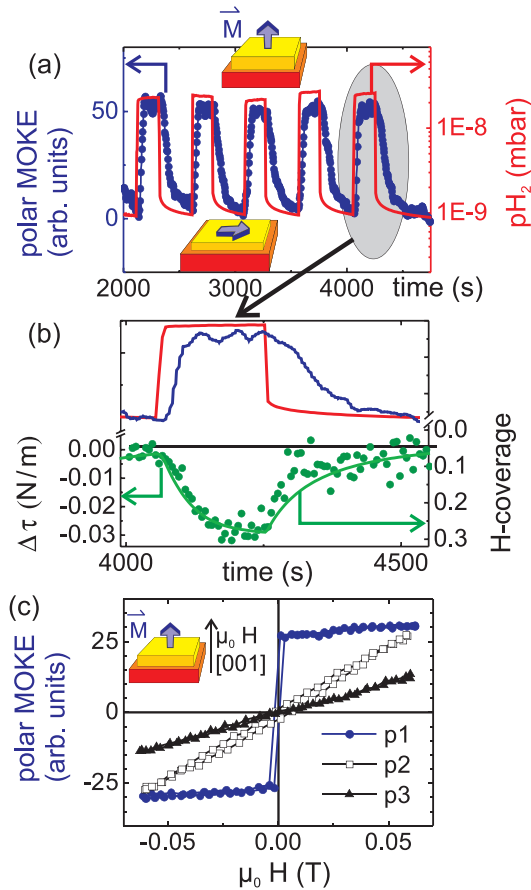 (a)
M
polar MOKE
(arb. units)
50
0
1E-8
1E-9
pH₂ (mbar)
2000
3000
4000
time (s)
(b)
0.00
-0.01
-0.02
-0.03
Δτ (N/m)
0.0
0.1
0.2
0.3
H-coverage
4000
4500
time (s)
(c)
M
μ₀ H
[001]
polar MOKE
(arb. units)
25
0
-25
p1
p2
p3
-0.05
0.00
0.05
μ₀ H (T)